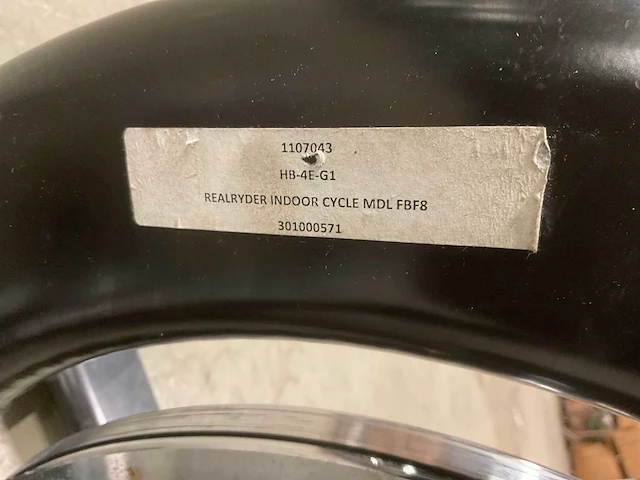 1107043
HB-4E-G1
REALRYDER INDOOR CYCLE MDL FBF8
301000571